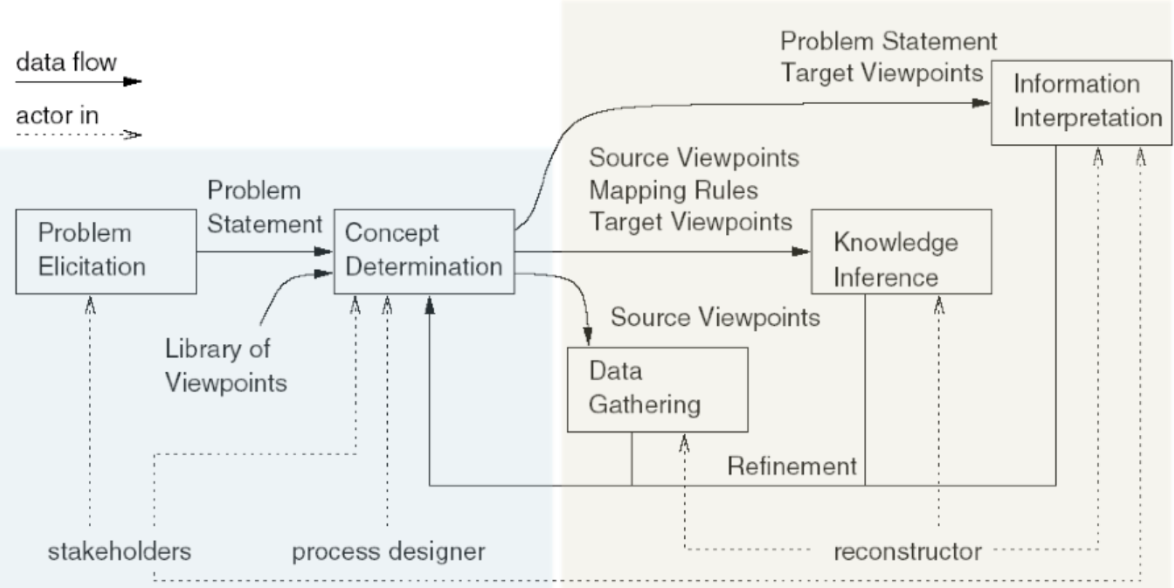 data flow
actor in
Problem Statement
Target Viewpoints
Information
Interpretation
Source Viewpoints
Mapping Rules
Target Viewpoints
Problem
Statement
Problem
Elicitation
Concept
Determination
Knowledge
Inference
Source Viewpoints
Library of
Viewpoints
Data
Gathering
Refinement
stakeholders
process designer
reconstructor